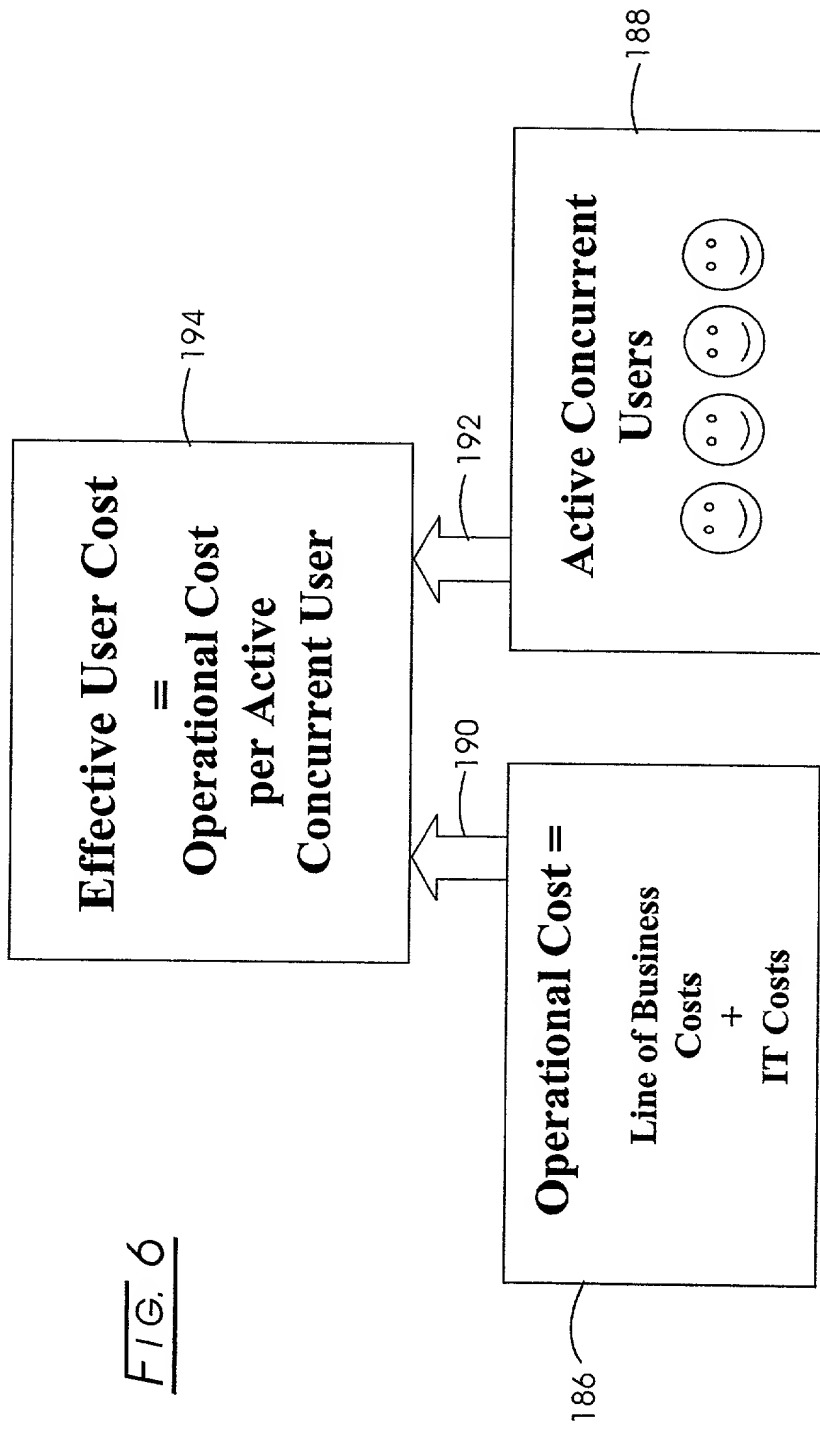 FIG. 6
Effective User Cost
=
Operational Cost
per Active
Concurrent User
194
190
192
Operational Cost =
Line of Business
Costs
+
IT Costs
186
Active Concurrent
Users
188